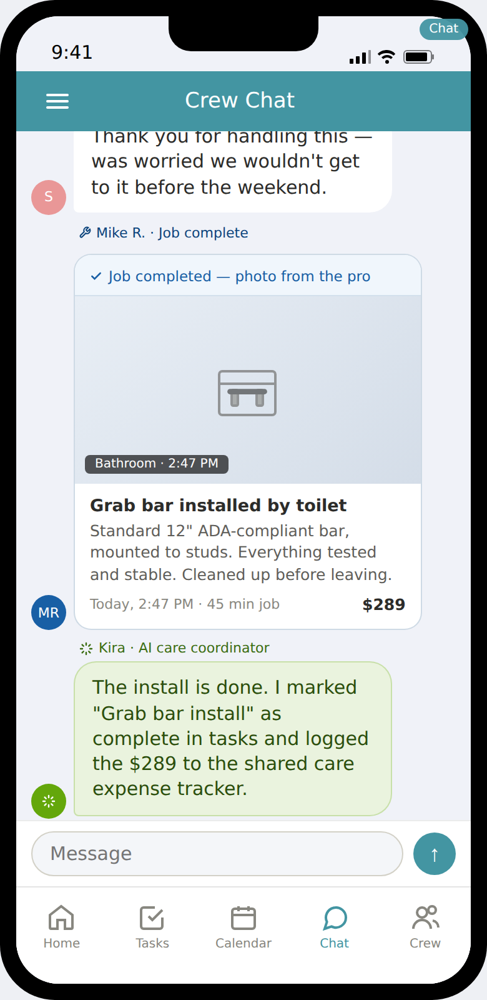 Chat
9:41
Crew Chat
Thank you for handling this —
was worried we wouldn't get
to it before the weekend.
S
Mike R. · Job complete
Job completed — photo from the pro
Bathroom · 2:47 PM
Grab bar installed by toilet
Standard 12" ADA-compliant bar,
mounted to studs. Everything tested
and stable. Cleaned up before leaving.
Today, 2:47 PM · 45 min job $289
MR
Kira · AI care coordinator
The install is done. I marked
"Grab bar install" as
complete in tasks and logged
the $289 to the shared care
expense tracker.
Message
↑
Home Tasks Calendar Chat Crew